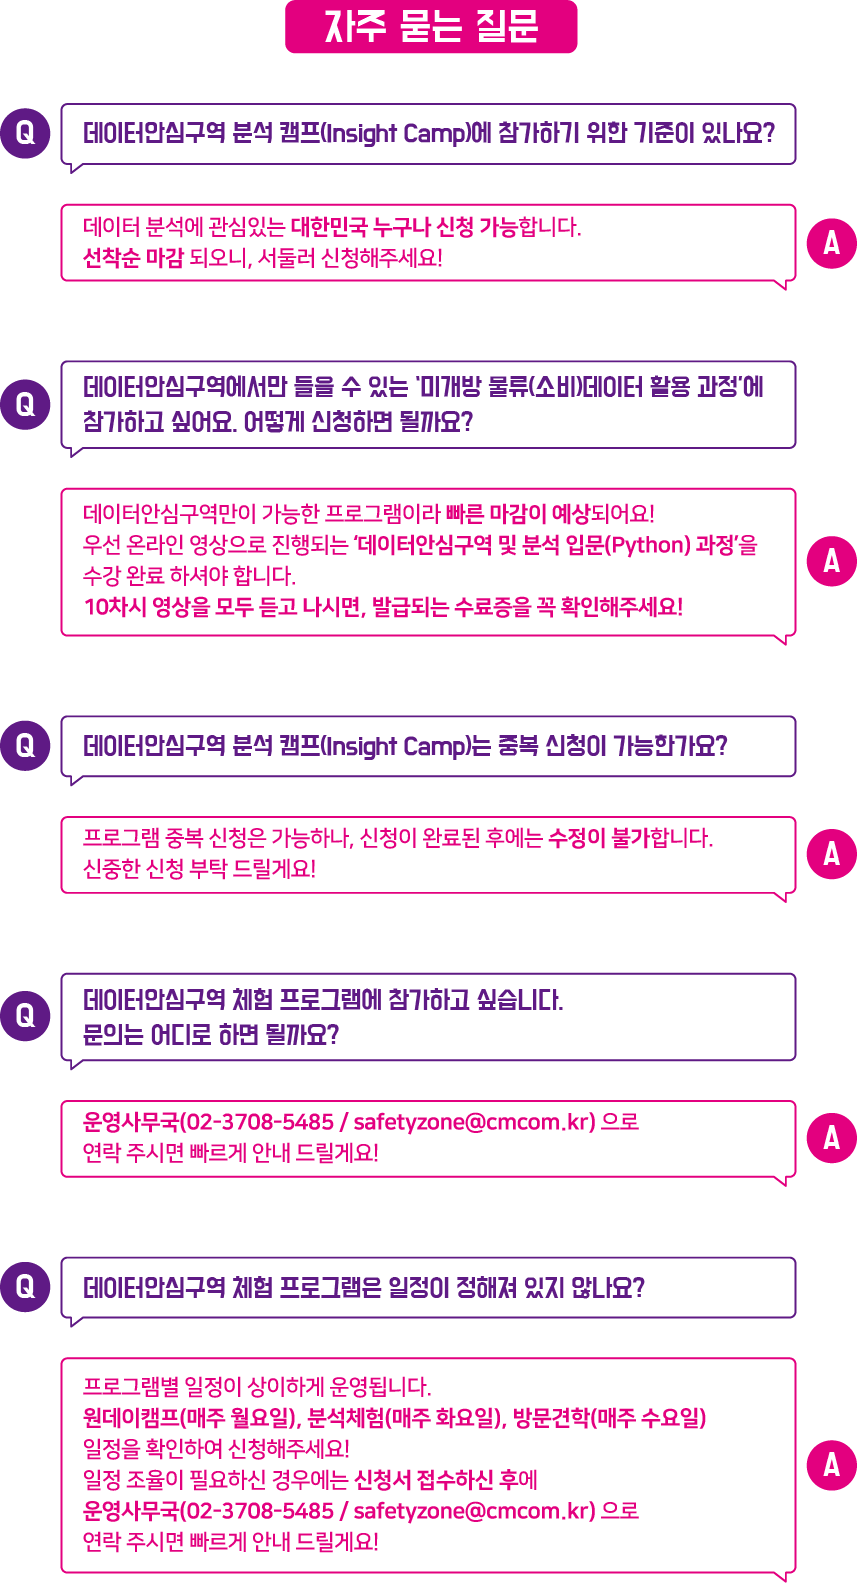 자주 묻는 질문
Q
데이터안심구역 분석 캠프(Insight Camp)에 참가하기 위한 기준이 있나요?
데이터 분석에 관심있는 대한민국 누구나 신청 가능합니다.
선착순 마감 되오니, 서둘러 신청해주세요!
A
Q
데이터안심구역에서만 들을 수 있는 '미개방 물류(소비)데이터 활용 과정'에
참가하고 싶어요. 어떻게 신청하면 될까요?
데이터안심구역만이 가능한 프로그램이라 빠른 마감이 예상되어요!
우선 온라인 영상으로 진행되는 ‘데이터안심구역 및 분석 입문(Python) 과정’을
수강 완료 하셔야 합니다.
10차시 영상을 모두 듣고 나시면, 발급되는 수료증을 꼭 확인해주세요!
A
Q
데이터안심구역 분석 캠프(Insight Camp)는 중복 신청이 가능한가요?
프로그램 중복 신청은 가능하나, 신청이 완료된 후에는 수정이 불가합니다.
신중한 신청 부탁 드릴게요!
A
Q
데이터안심구역 체험 프로그램에 참가하고 싶습니다.
문의는 어디로 하면 될까요?
운영사무국(02-3708-5485 / safetyzone@cmcom.kr) 으로
연락 주시면 빠르게 안내 드릴게요!
A
Q
데이터안심구역 체험 프로그램은 일정이 정해져 있지 않나요?
프로그램별 일정이 상이하게 운영됩니다.
원데이캠프(매주 월요일), 분석체험(매주 화요일), 방문견학(매주 수요일)
일정을 확인하여 신청해주세요!
일정 조율이 필요하신 경우에는 신청서 접수하신 후에
운영사무국(02-3708-5485 / safetyzone@cmcom.kr) 으로
연락 주시면 빠르게 안내 드릴게요!
A